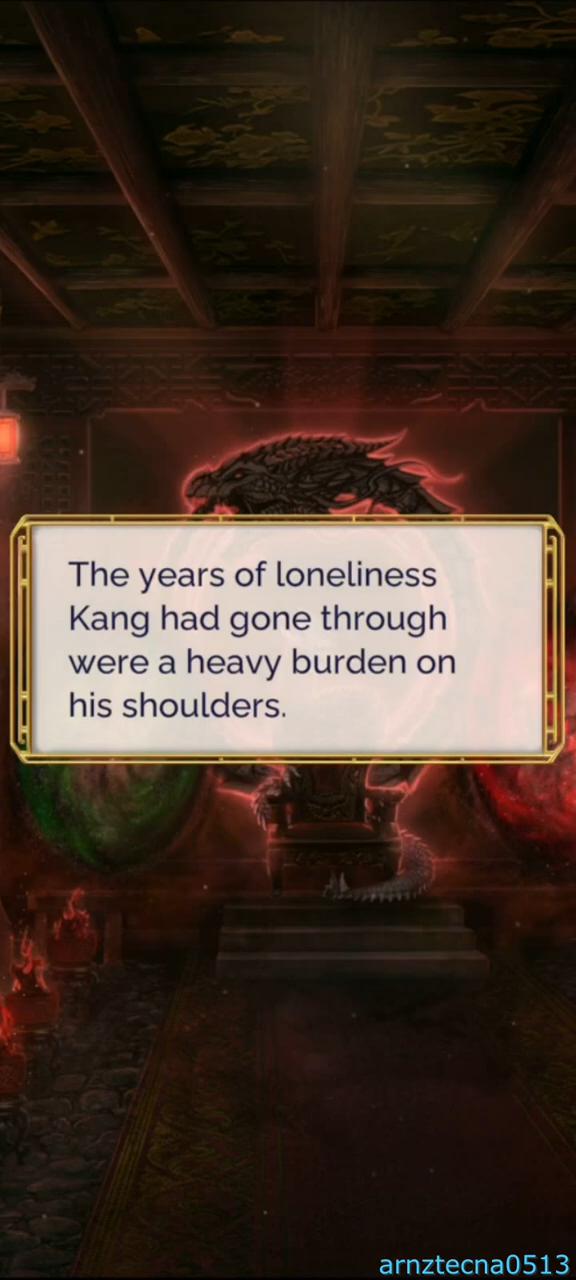 The years of loneliness
Kang had gone through
were a heavy burden on
his shoulders.
arnztecna0513